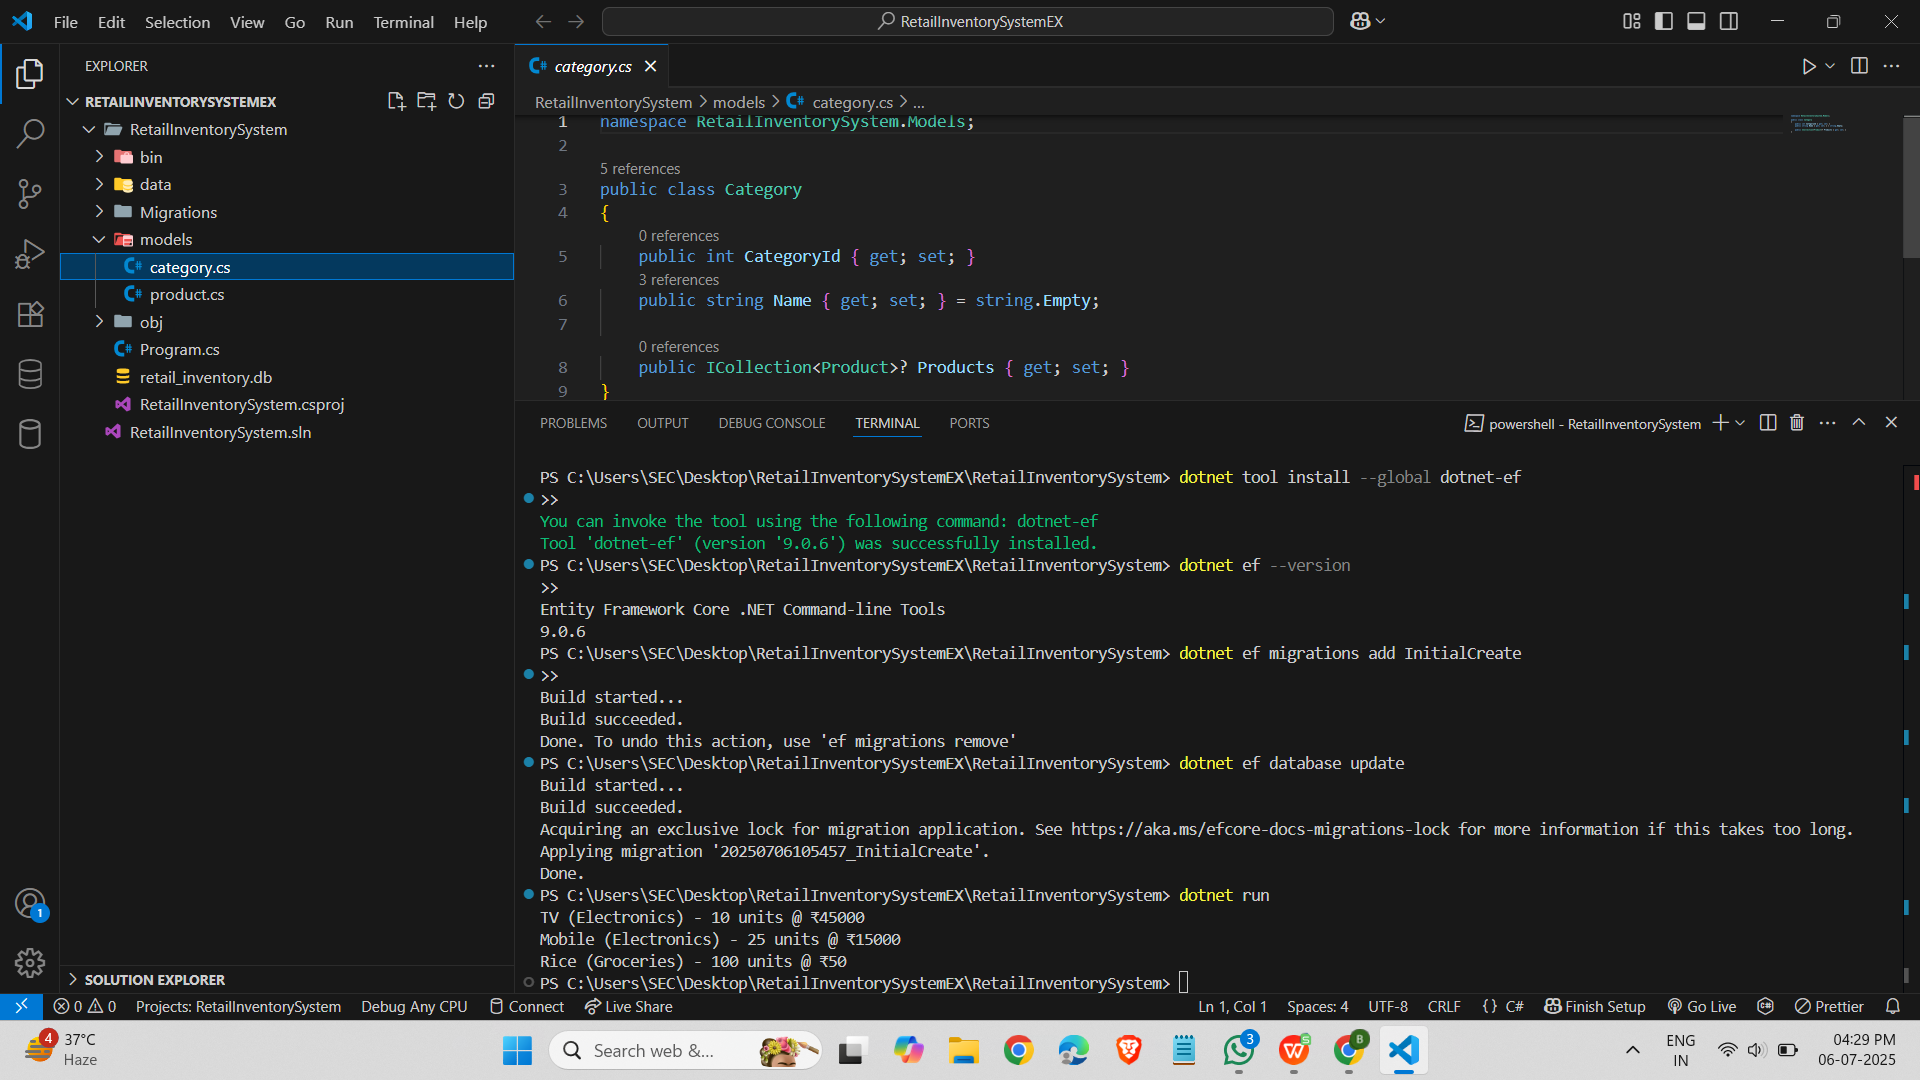 File Edit Selection View Go Run Terminal Help
RetailInventorySystemEX
EXPLORER
RETAILINVENTORYSYSTEMEX
RetailInventorySystem
bin
data
Migrations
models
category.cs
product.cs
obj
Program.cs
retail_inventory.db
RetailInventorySystem.csproj
RetailInventorySystem.sln
SOLUTION EXPLORER
category.cs
RetailInventorySystem > models > category.cs > ...
1 namespace RetailInventorySystem.Models;
2
5 references
3 public class Category
4 {
0 references
5 public int CategoryId { get; set; }
3 references
6 public string Name { get; set; } = string.Empty;
7
0 references
8 public ICollection<Product>? Products { get; set; }
9 }
PROBLEMS OUTPUT DEBUG CONSOLE TERMINAL PORTS
powershell - RetailInventorySystem
PS C:\Users\SEC\Desktop\RetailInventorySystemEX\RetailInventorySystem> dotnet tool install --global dotnet-ef
>>
You can invoke the tool using the following command: dotnet-ef
Tool 'dotnet-ef' (version '9.0.6') was successfully installed.
PS C:\Users\SEC\Desktop\RetailInventorySystemEX\RetailInventorySystem> dotnet ef --version
>>
Entity Framework Core .NET Command-line Tools
9.0.6
PS C:\Users\SEC\Desktop\RetailInventorySystemEX\RetailInventorySystem> dotnet ef migrations add InitialCreate
>>
Build started...
Build succeeded.
Done. To undo this action, use 'ef migrations remove'
PS C:\Users\SEC\Desktop\RetailInventorySystemEX\RetailInventorySystem> dotnet ef database update
Build started...
Build succeeded.
Acquiring an exclusive lock for migration application. See https://aka.ms/efcore-docs-migrations-lock for more information if this takes too long.
Applying migration '20250706105457_InitialCreate'.
Done.
PS C:\Users\SEC\Desktop\RetailInventorySystemEX\RetailInventorySystem> dotnet run
TV (Electronics) - 10 units @ ₹45000
Mobile (Electronics) - 25 units @ ₹15000
Rice (Groceries) - 100 units @ ₹50
PS C:\Users\SEC\Desktop\RetailInventorySystemEX\RetailInventorySystem>
1
0 0 Projects: RetailInventorySystem Debug Any CPU Connect Live Share
Ln 1, Col 1 Spaces: 4 UTF-8 CRLF {} C# Finish Setup Go Live Prettier
4 37°C
Haze
Search web &...
3
B
ENG
IN
04:29 PM
06-07-2025